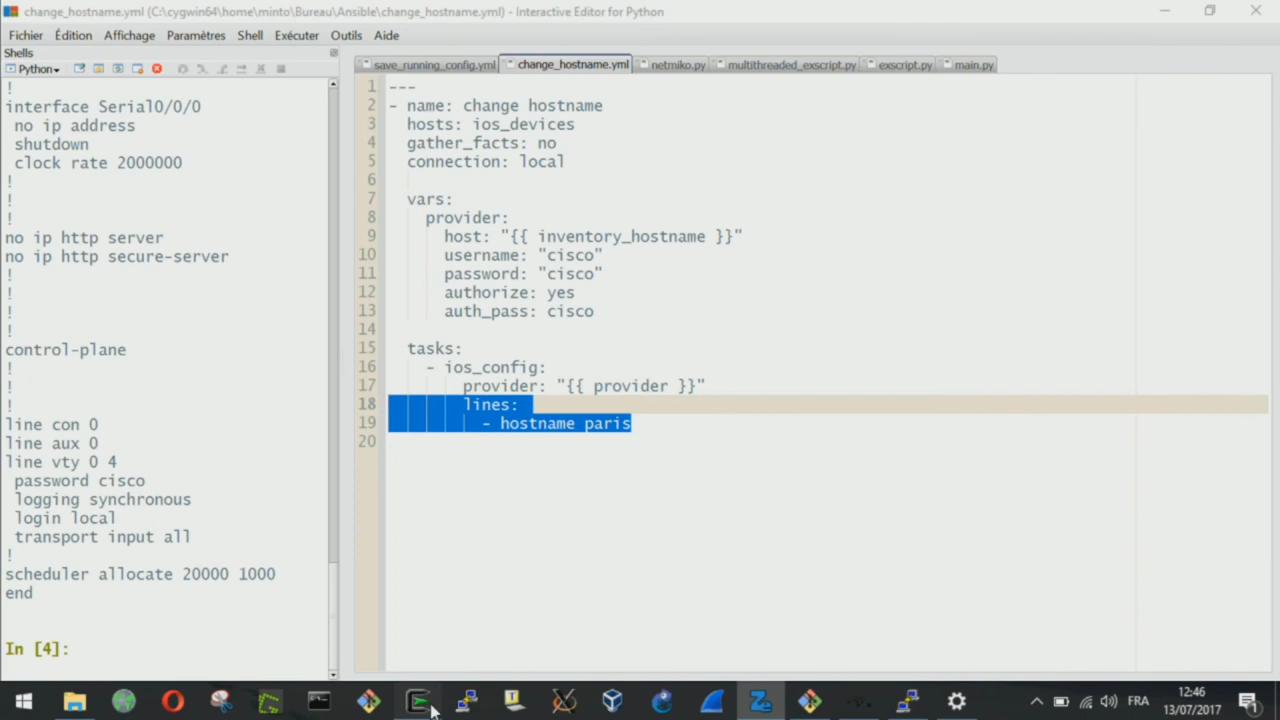 change_hostname.yml (C:\cygwin64\home\minto\Bureau\Ansible\change_hostname.yml) - Interactive Editor for Python
Fichier Édition Affichage Paramètres Shell Exécuter Outils Aide
Shells
Python
!
interface Serial0/0/0
no ip address
shutdown
clock rate 2000000
!
!
!
no ip http server
no ip http secure-server
!
!
!
!
control-plane
!
!
!
line con 0
line aux 0
line vty 0 4
password cisco
logging synchronous
login local
transport input all
!
scheduler allocate 20000 1000
end
In [4]:
save_running_config.yml change_hostname.yml netmiko.py multithreaded_exscript.py exscript.py main.py
1 ---
2 - name: change hostname
3 hosts: ios_devices
4 gather_facts: no
5 connection: local
6
7 vars:
8 provider:
9 host: "{{ inventory_hostname }}"
10 username: "cisco"
11 password: "cisco"
12 authorize: yes
13 auth_pass: cisco
14
15 tasks:
16 - ios_config:
17 provider: "{{ provider }}"
18 lines:
19 - hostname paris
20
FRA
12:46
13/07/2017
1